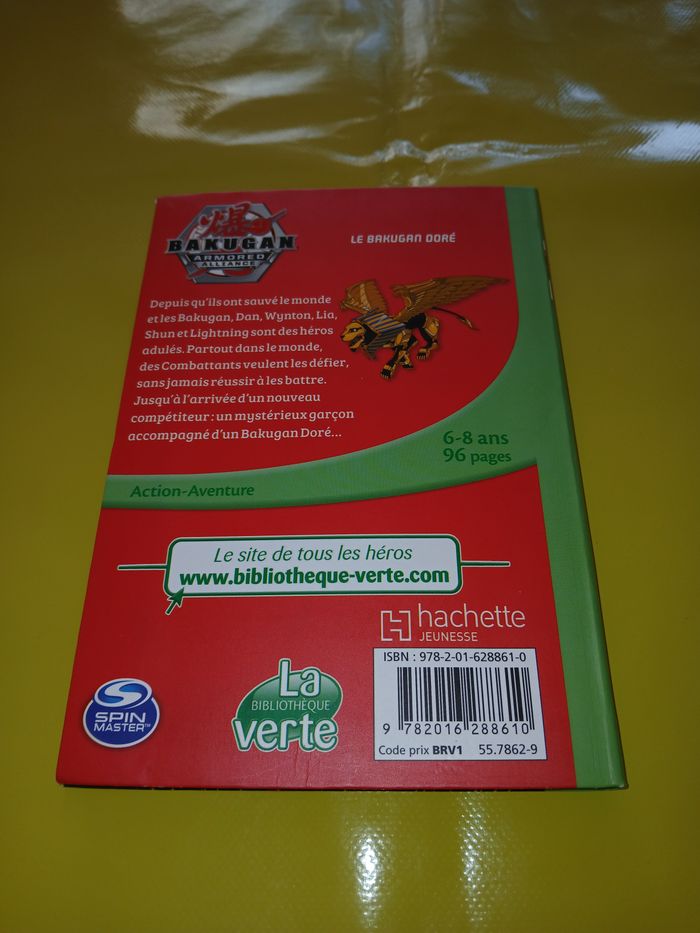 爆
BAKUGAN
ARMORED
ALLIANCE
LE BAKUGAN DORÉ
Depuis qu'ils ont sauvé le monde
et les Bakugan, Dan, Wynton, Lia,
Shun et Lightning sont des héros
adulés. Partout dans le monde,
des Combattants veulent les défier,
sans jamais réussir à les battre.
Jusqu'à l'arrivée d'un nouveau
compétiteur : un mystérieux garçon
accompagné d'un Bakugan Doré...
6-8 ans
96 pages
Action-Aventure
Le site de tous les héros
www.bibliotheque-verte.com
hachette
JEUNESSE
ISBN : 978-2-01-628861-0
9 782016 288610
Code prix BRV1 55.7862-9
SPIN
MASTER™
La
BIBLIOTHÈQUE
verte